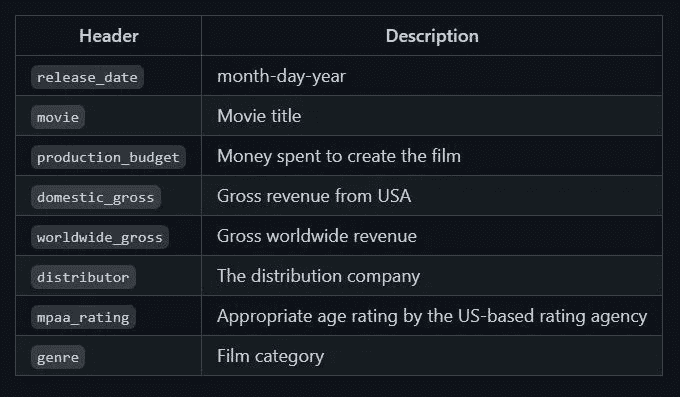 Header Description
release_date month-day-year
movie Movie title
production_budget Money spent to create the film
domestic_gross Gross revenue from USA
worldwide_gross Gross worldwide revenue
distributor The distribution company
mpaa_rating Appropriate age rating by the US-based rating agency
genre Film category